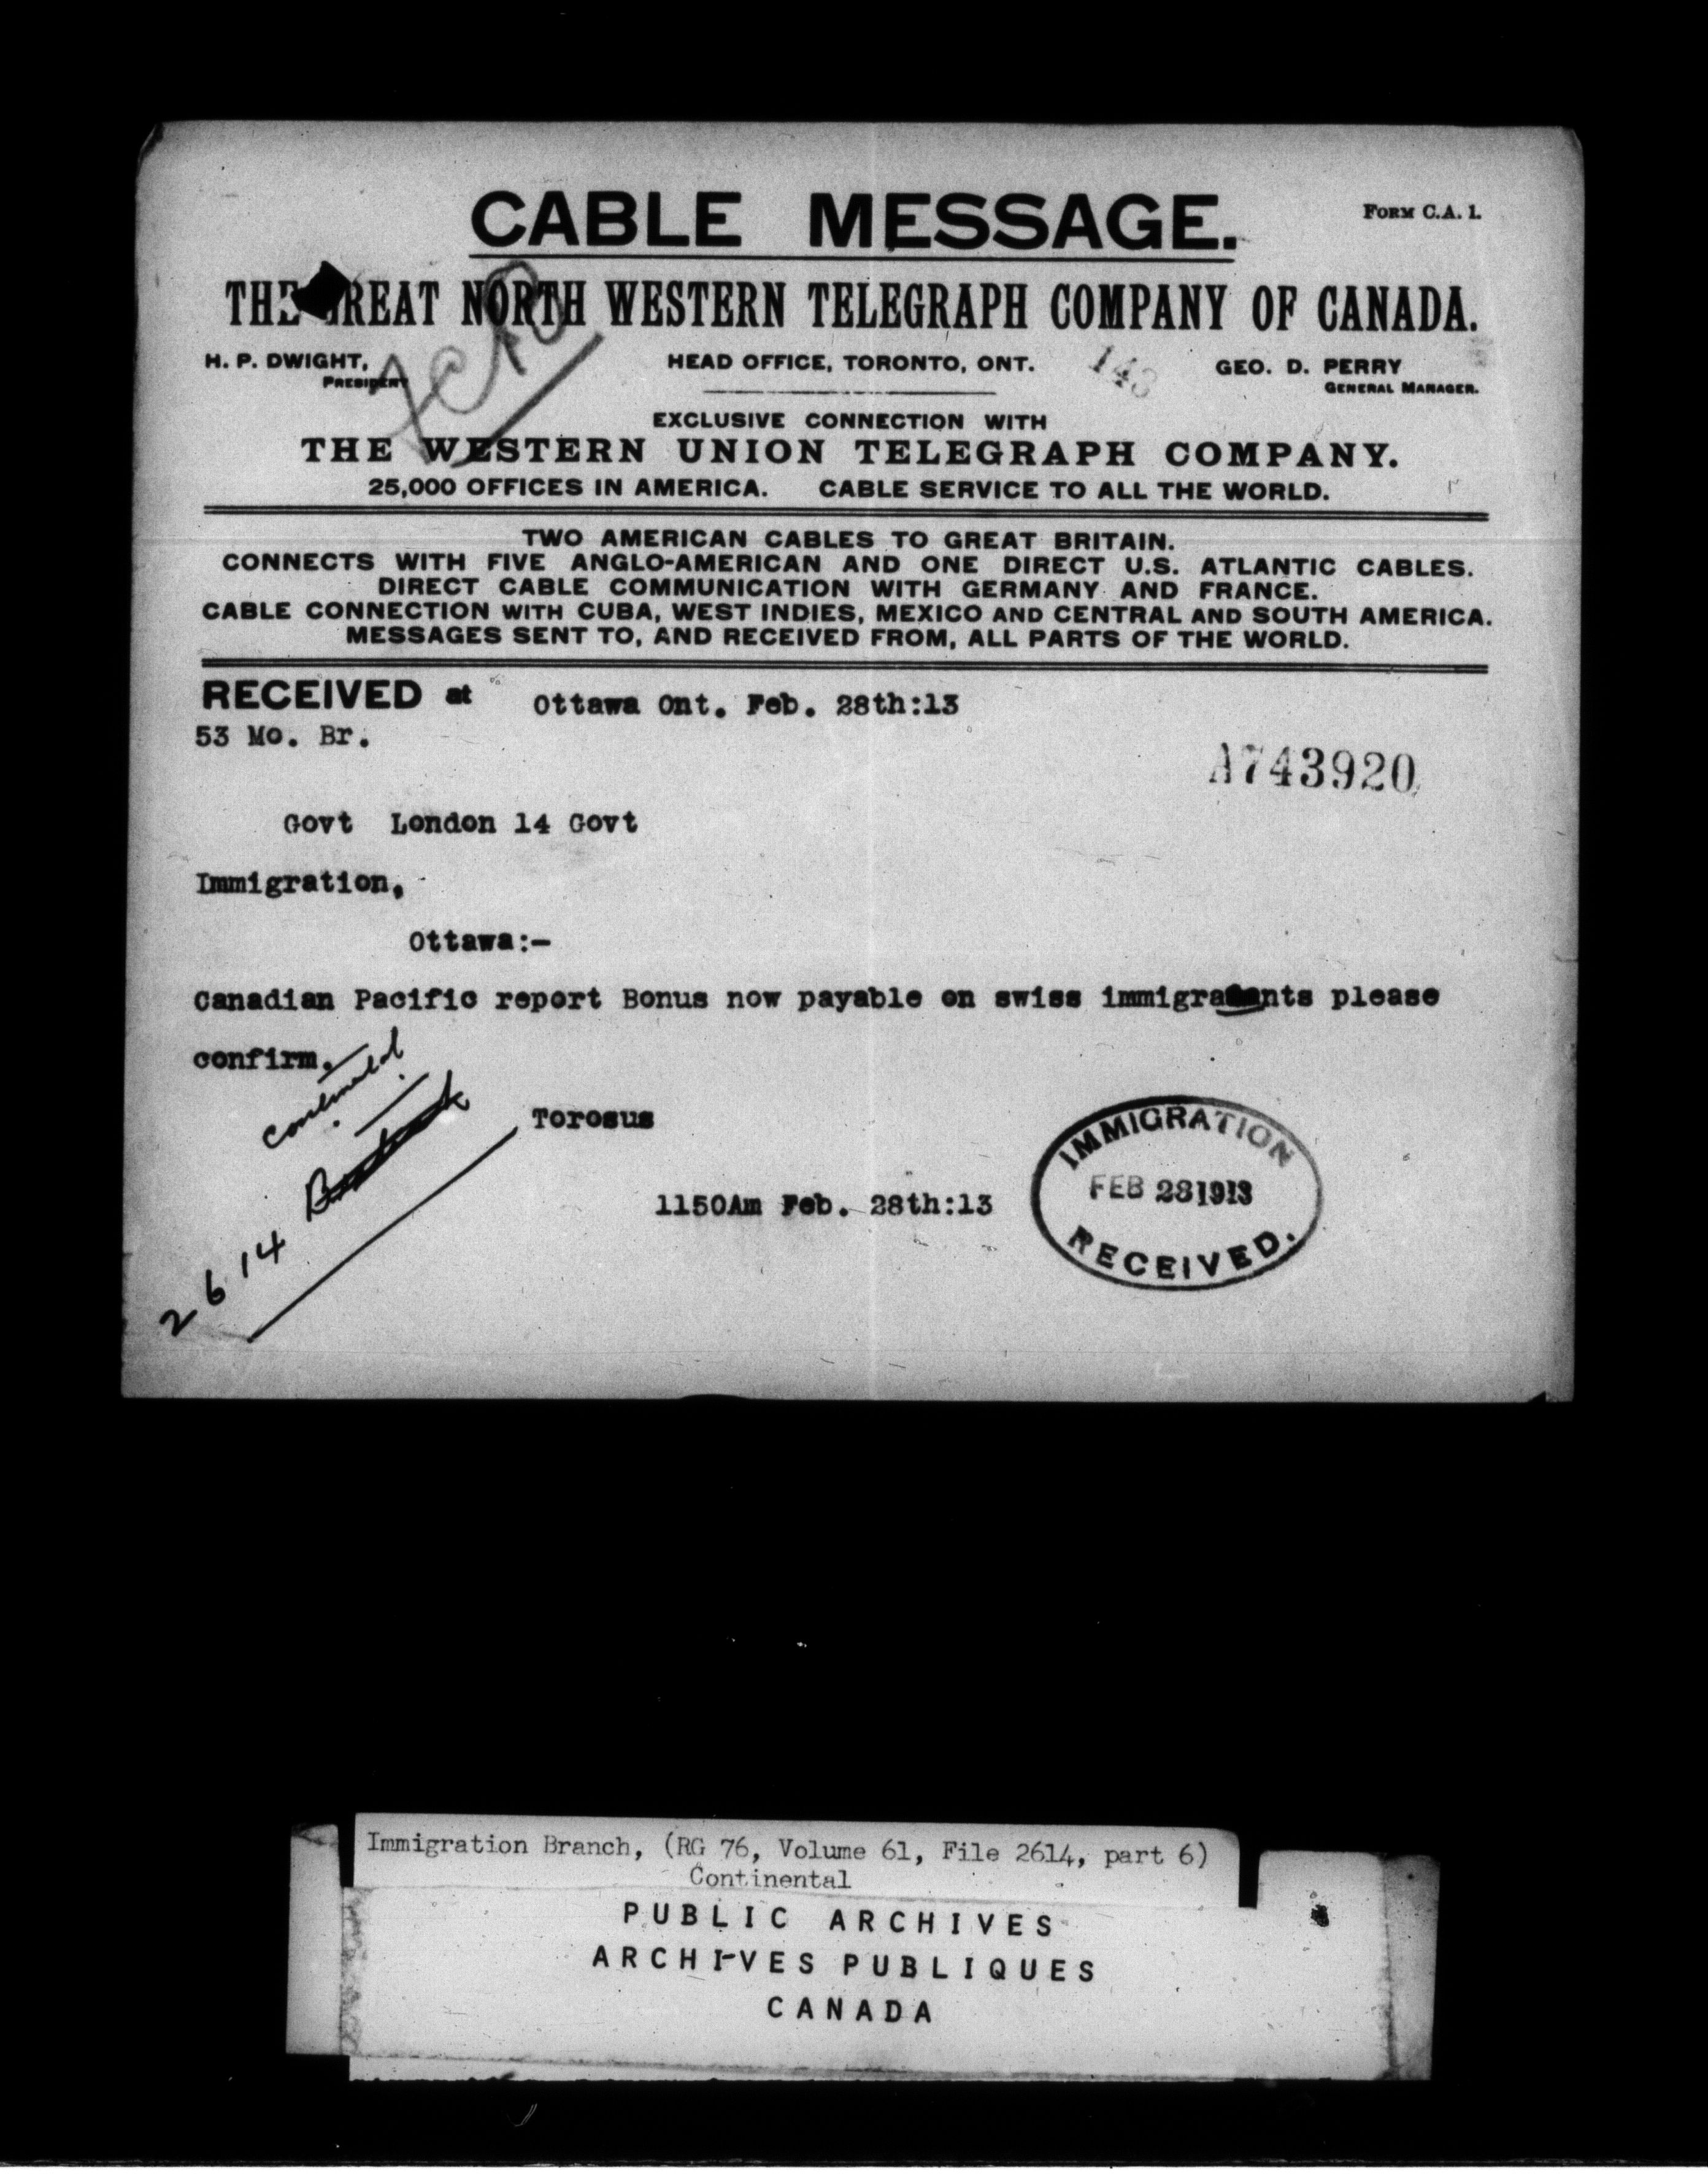 CABLE MESSAGE.
FORM C.A. 1.
THE GREAT NORTH WESTERN TELEGRAPH COMPANY OF CANADA.
H. P. DWIGHT,
PRESIDENT
HEAD OFFICE, TORONTO, ONT.
143
GEO. D. PERRY
GENERAL MANAGER.
EXCLUSIVE CONNECTION WITH
THE WESTERN UNION TELEGRAPH COMPANY.
25,000 OFFICES IN AMERICA. CABLE SERVICE TO ALL THE WORLD.
TWO AMERICAN CABLES TO GREAT BRITAIN.
CONNECTS WITH FIVE ANGLO-AMERICAN AND ONE DIRECT U.S. ATLANTIC CABLES.
DIRECT CABLE COMMUNICATION WITH GERMANY AND FRANCE.
CABLE CONNECTION WITH CUBA, WEST INDIES, MEXICO AND CENTRAL AND SOUTH AMERICA.
MESSAGES SENT TO, AND RECEIVED FROM, ALL PARTS OF THE WORLD.
RECEIVED at Ottawa Ont. Feb. 28th:13
53 Mo. Br.
A743920
Govt London 14 Govt
Immigration,
Ottawa:-
Canadian Pacific report Bonus now payable on swiss immigrants please
confirm.
Torosus
1150Am Feb. 28th:13
IMMIGRATION
FEB 28 1913
RECEIVED.
2614
Immigration Branch, (RG 76, Volume 61, File 2614, part 6)
Continental
PUBLIC ARCHIVES
ARCHIVES PUBLIQUES
CANADA